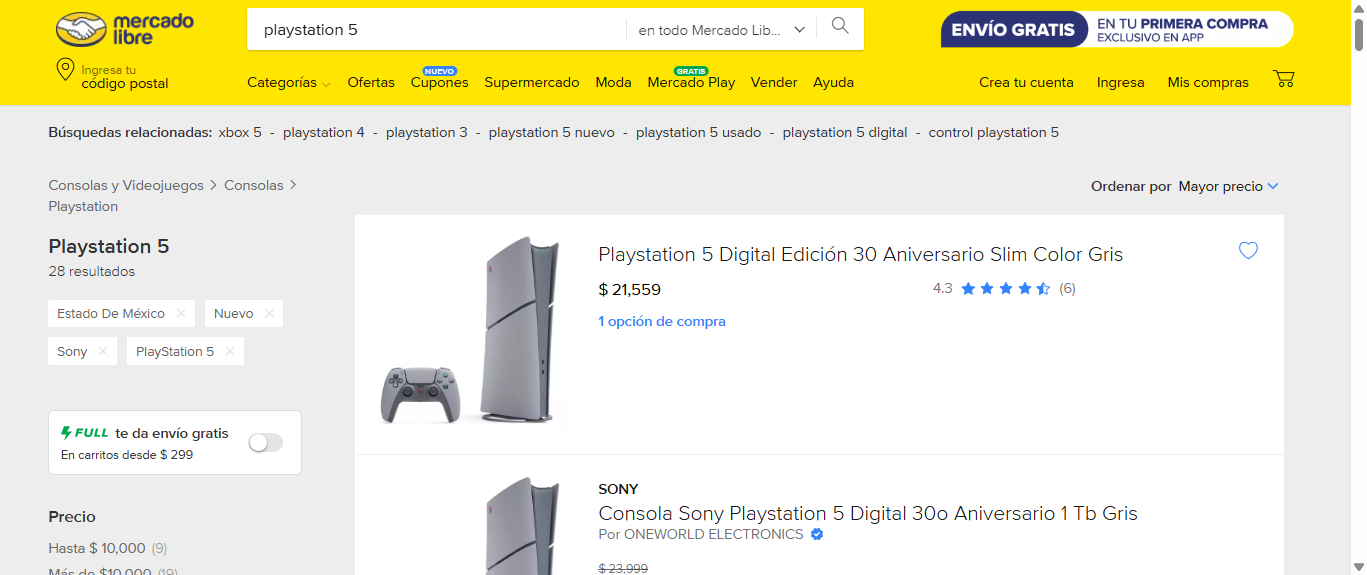 mercado
libre
playstation 5
en todo Mercado Lib...
ENVÍO GRATIS
EN TU PRIMERA COMPRA
EXCLUSIVO EN APP
Ingresa tu
código postal
NUEVO
GRATIS
Categorías Ofertas Cupones Supermercado Moda Mercado Play Vender Ayuda
Crea tu cuenta Ingresa Mis compras
Búsquedas relacionadas: xbox 5 - playstation 4 - playstation 3 - playstation 5 nuevo - playstation 5 usado - playstation 5 digital - control playstation 5
Consolas y Videojuegos > Consolas >
Playstation
Ordenar por Mayor precio
Playstation 5
28 resultados
Estado De México ×
Nuevo ×
Sony ×
PlayStation 5 ×
FULL te da envío gratis
En carritos desde $ 299
Precio
Hasta $ 10,000 (9)
Más de $10,000 (19)
Playstation 5 Digital Edición 30 Aniversario Slim Color Gris
$ 21,559
4.3 (6)
1 opción de compra
SONY
Consola Sony Playstation 5 Digital 30o Aniversario 1 Tb Gris
Por ONEWORLD ELECTRONICS
$ 23,999